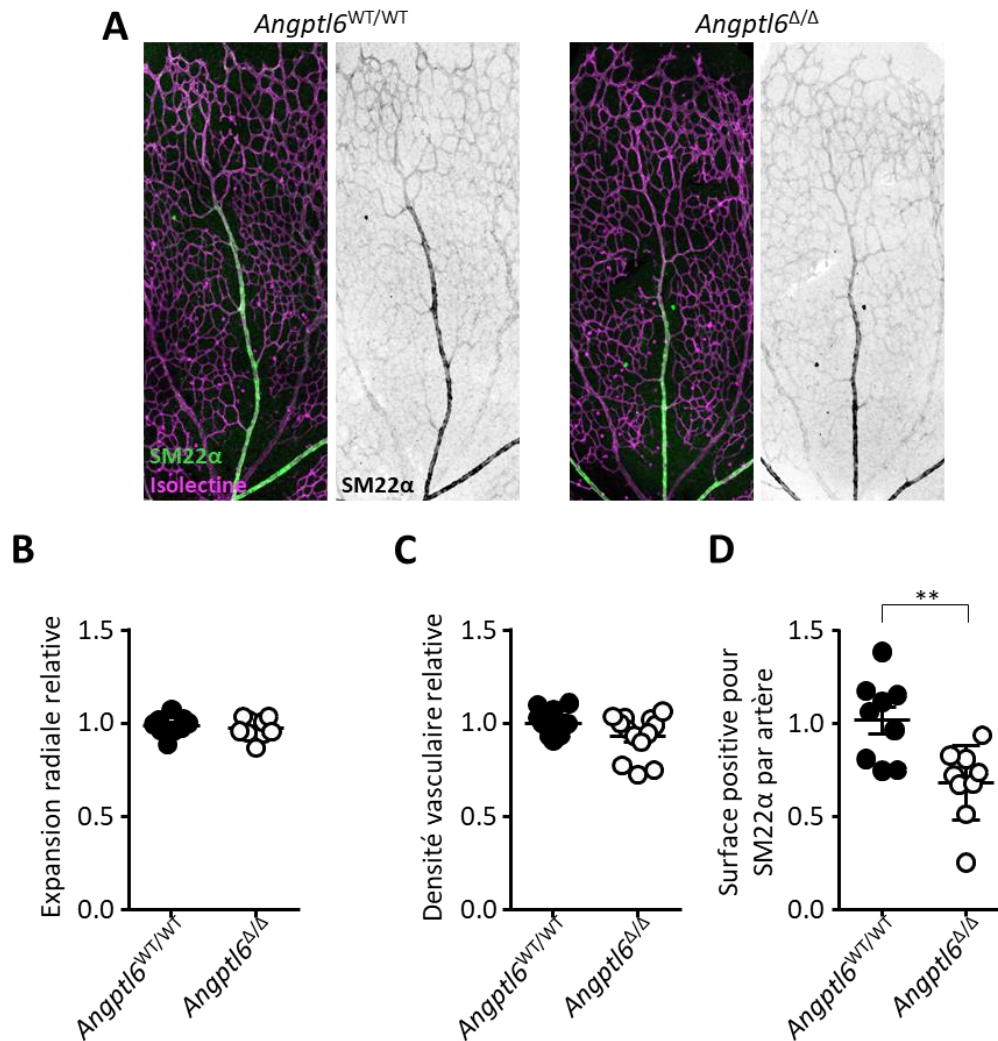 A
Angptl6WT/WT
Angptl6Δ/Δ
SM22α
Isolectine
SM22α
B
C
D
Expansion radiale relative
1.5
1.0
0.5
0.0
Angptl6WT/WT
Angptl6Δ/Δ
Densité vasculaire relative
1.5
1.0
0.5
0.0
Angptl6WT/WT
Angptl6Δ/Δ
Surface positive pour
SM22α par artère
**
1.5
1.0
0.5
0.0
Angptl6WT/WT
Angptl6Δ/Δ